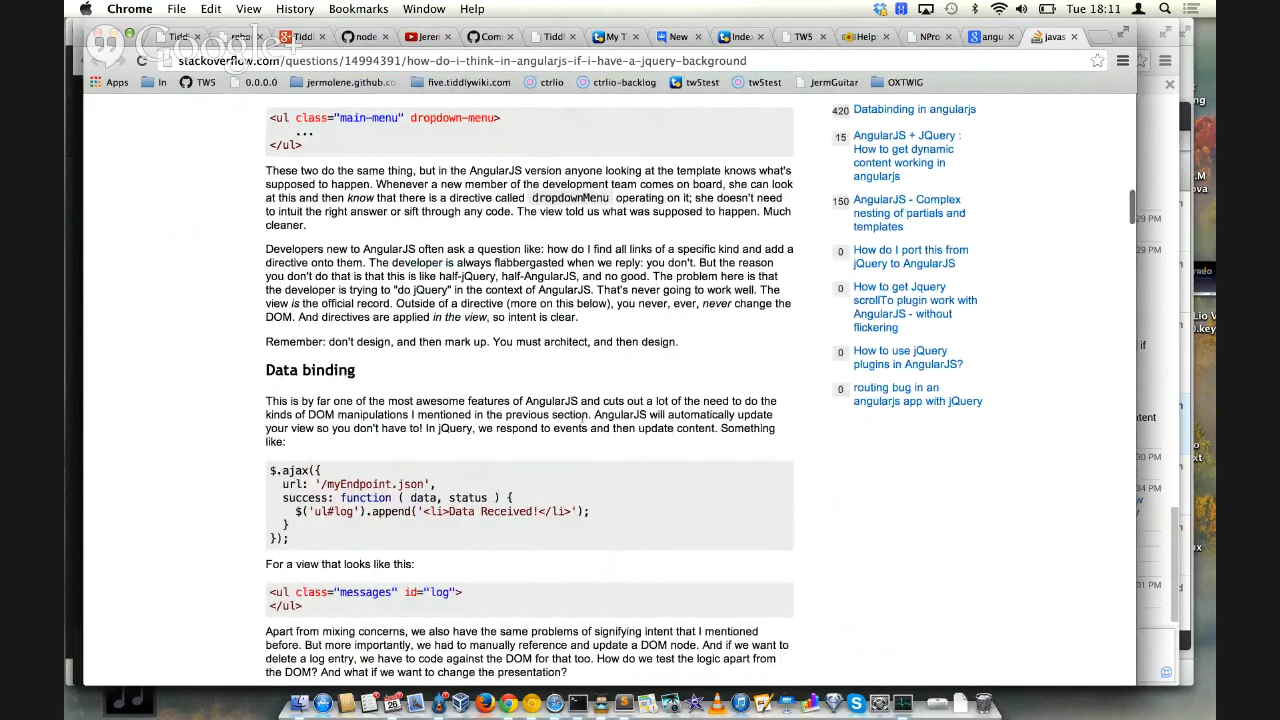 Chrome File Edit View History Bookmarks Window Help Tue 18:11
Google+
Tiddl node Jeren Com Tiddl My T New Index TW5 Help NPro angu javas
stackoverflow.com/questions/14994391/how-do-i-think-in-angularjs-if-i-have-a-jquery-background
Apps In TW5 0.0.0.0 jermolene.github.co five.tiddlywiki.com ctrlio ctrlio-backlog tw5test tw5test JermGuitar OXTWIG
<ul class="main-menu" dropdown-menu>
...
</ul>
These two do the same thing, but in the AngularJS version anyone looking at the template knows what's
supposed to happen. Whenever a new member of the development team comes on board, she can look
at this and then know that there is a directive called dropdownMenu operating on it; she doesn't need
to intuit the right answer or sift through any code. The view told us what was supposed to happen. Much
cleaner.
Developers new to AngularJS often ask a question like: how do I find all links of a specific kind and add a
directive onto them. The developer is always flabbergasted when we reply: you don't. But the reason
you don't do that is that this is like half-jQuery, half-AngularJS, and no good. The problem here is that
the developer is trying to "do jQuery" in the context of AngularJS. That's never going to work well. The
view is the official record. Outside of a directive (more on this below), you never, ever, never change the
DOM. And directives are applied in the view, so intent is clear.
Remember: don't design, and then mark up. You must architect, and then design.
Data binding
This is by far one of the most awesome features of AngularJS and cuts out a lot of the need to do the
kinds of DOM manipulations I mentioned in the previous section. AngularJS will automatically update
your view so you don't have to! In jQuery, we respond to events and then update content. Something
like:
$.ajax({
url: '/myEndpoint.json',
success: function ( data, status ) {
$('ul#log').append('<li>Data Received!</li>');
}
});
For a view that looks like this:
<ul class="messages" id="log">
</ul>
Apart from mixing concerns, we also have the same problems of signifying intent that I mentioned
before. But more importantly, we had to manually reference and update a DOM node. And if we want to
delete a log entry, we have to code against the DOM for that too. How do we test the logic apart from
the DOM? And what if we want to change the presentation?
420 Databinding in angularjs
15 AngularJS + JQuery :
How to get dynamic
content working in
angularjs
150 AngularJS - Complex
nesting of partials and
templates
0 How do I port this from
jQuery to AngularJS
0 How to get Jquery
scrollTo plugin work with
AngularJS - without
flickering
0 How to use jQuery
plugins in AngularJS?
0 routing bug in an
angularjs app with jQuery